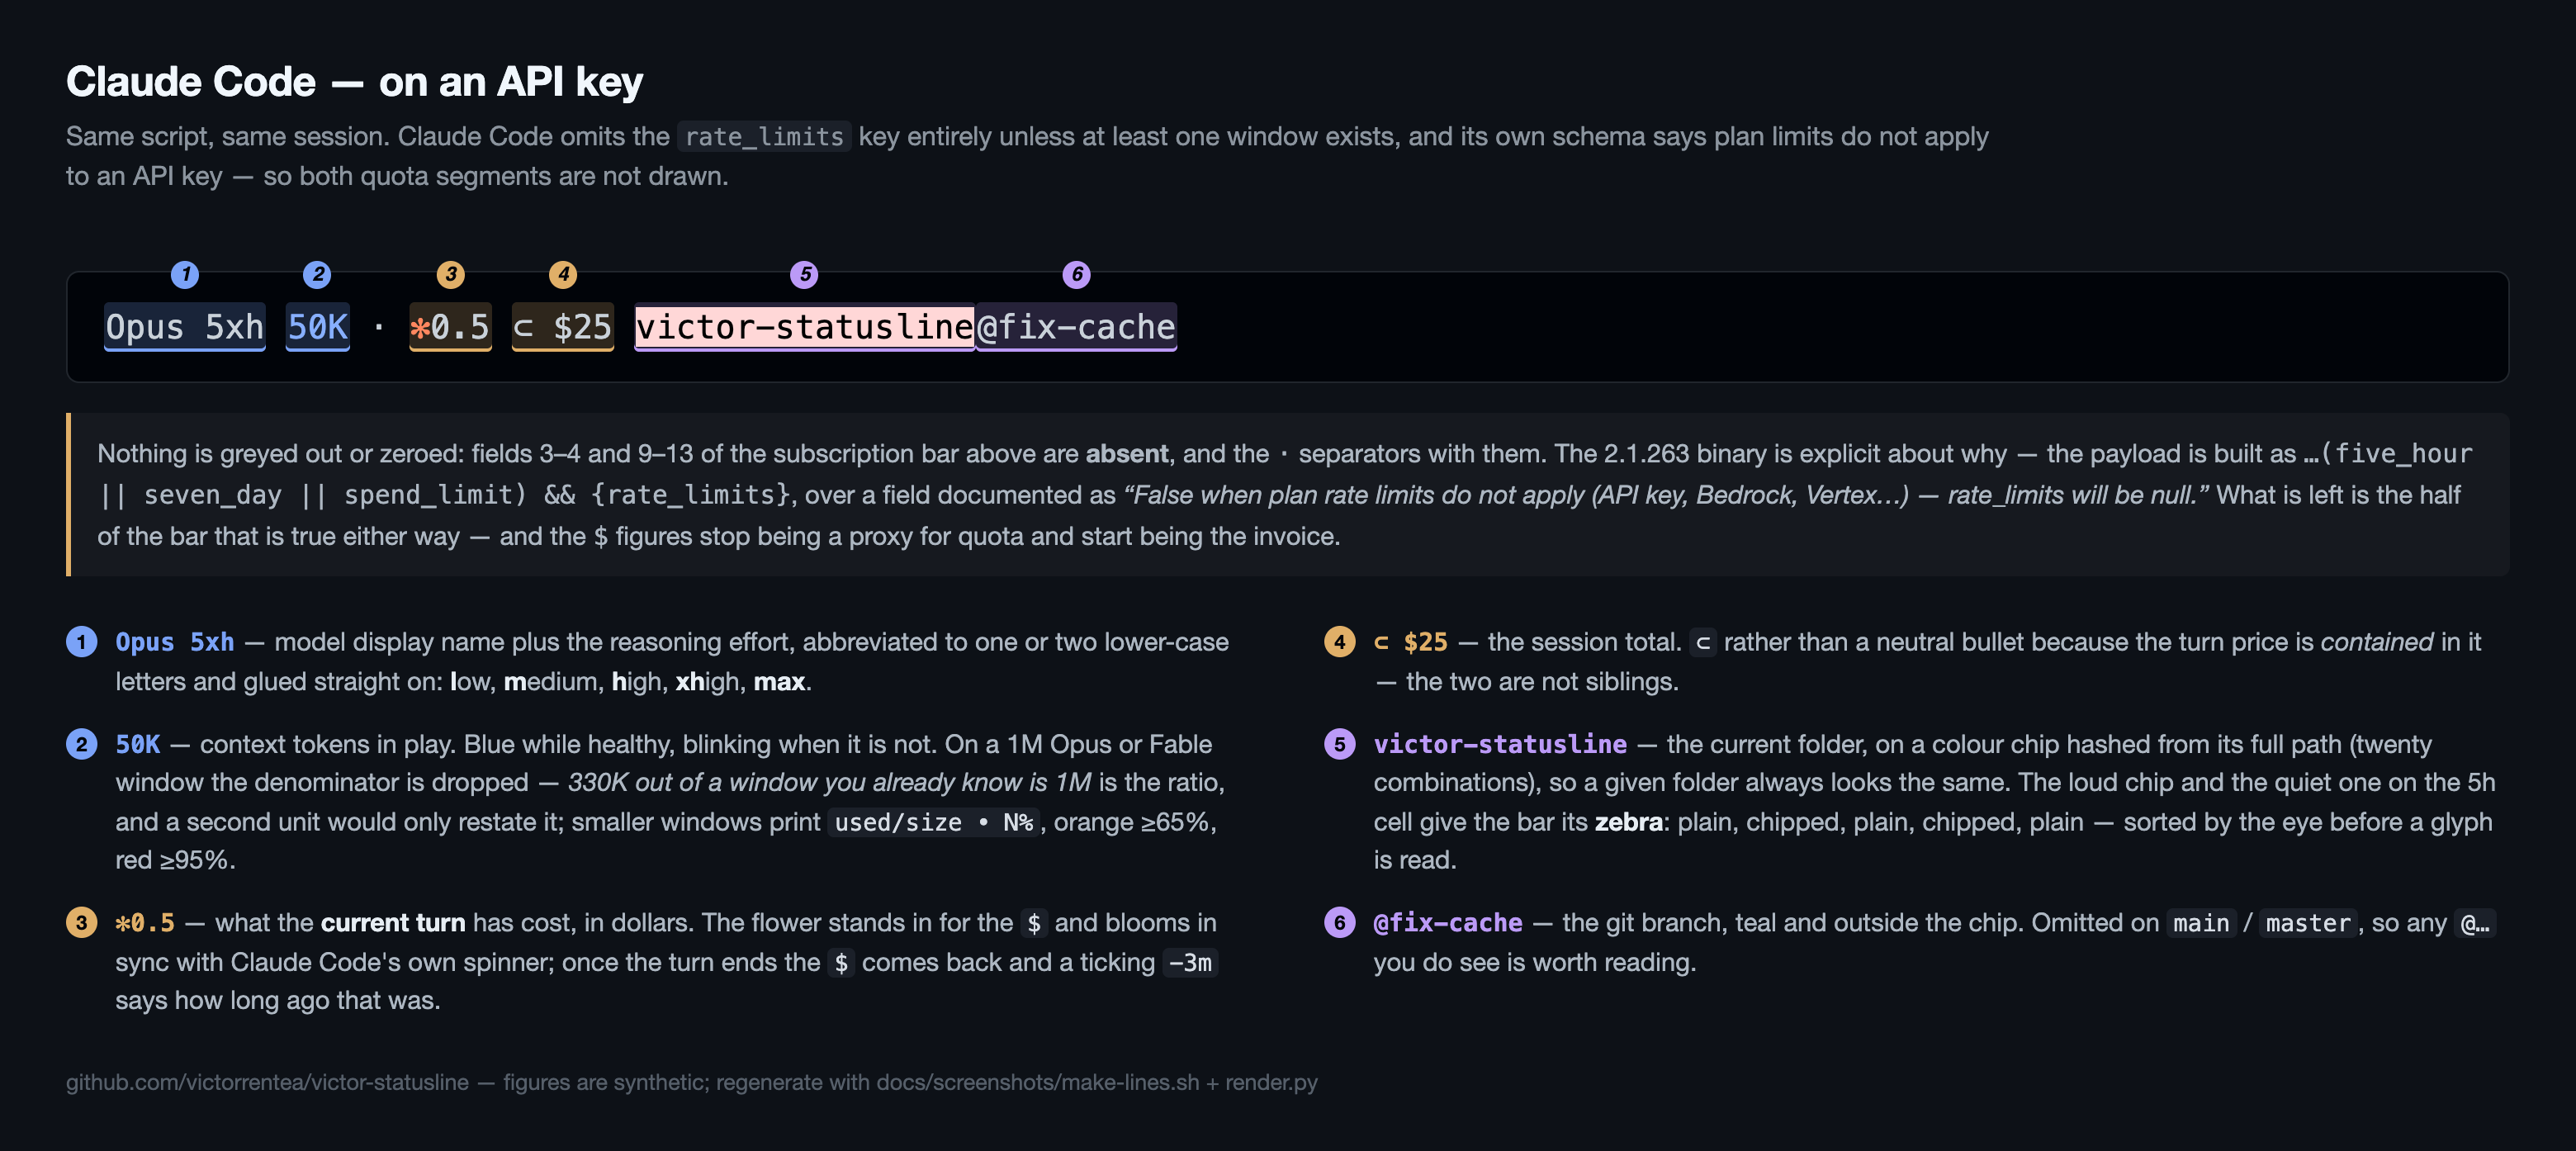 Claude Code — on an API key
Same script, same session. Claude Code omits the rate_limits key entirely unless at least one window exists, and its own schema says plan limits do not apply
to an API key — so both quota segments are not drawn.
1 2 3 4 5 6
Opus 5xh 50K · ✻0.5 ⊂ $25 victor-statusline@fix-cache
Nothing is greyed out or zeroed: fields 3–4 and 9–13 of the subscription bar above are absent, and the · separators with them. The 2.1.263 binary is explicit about why — the payload is built as …(five_hour
|| seven_day || spend_limit) && {rate_limits}, over a field documented as “False when plan rate limits do not apply (API key, Bedrock, Vertex…) — rate_limits will be null.” What is left is the half
of the bar that is true either way — and the $ figures stop being a proxy for quota and start being the invoice.
1 Opus 5xh — model display name plus the reasoning effort, abbreviated to one or two lower-case
letters and glued straight on: low, medium, high, xhigh, max.
2 50K — context tokens in play. Blue while healthy, blinking when it is not. On a 1M Opus or Fable
window the denominator is dropped — 330K out of a window you already know is 1M is the ratio,
and a second unit would only restate it; smaller windows print used/size • N%, orange ≥65%,
red ≥95%.
3 ✻0.5 — what the current turn has cost, in dollars. The flower stands in for the $ and blooms in
sync with Claude Code's own spinner; once the turn ends the $ comes back and a ticking -3m
says how long ago that was.
4 ⊂ $25 — the session total. ⊂ rather than a neutral bullet because the turn price is contained in it
— the two are not siblings.
5 victor-statusline — the current folder, on a colour chip hashed from its full path (twenty
combinations), so a given folder always looks the same. The loud chip and the quiet one on the 5h
cell give the bar its zebra: plain, chipped, plain, chipped, plain — sorted by the eye before a glyph
is read.
6 @fix-cache — the git branch, teal and outside the chip. Omitted on main / master, so any @…
you do see is worth reading.
github.com/victorrentea/victor-statusline — figures are synthetic; regenerate with docs/screenshots/make-lines.sh + render.py